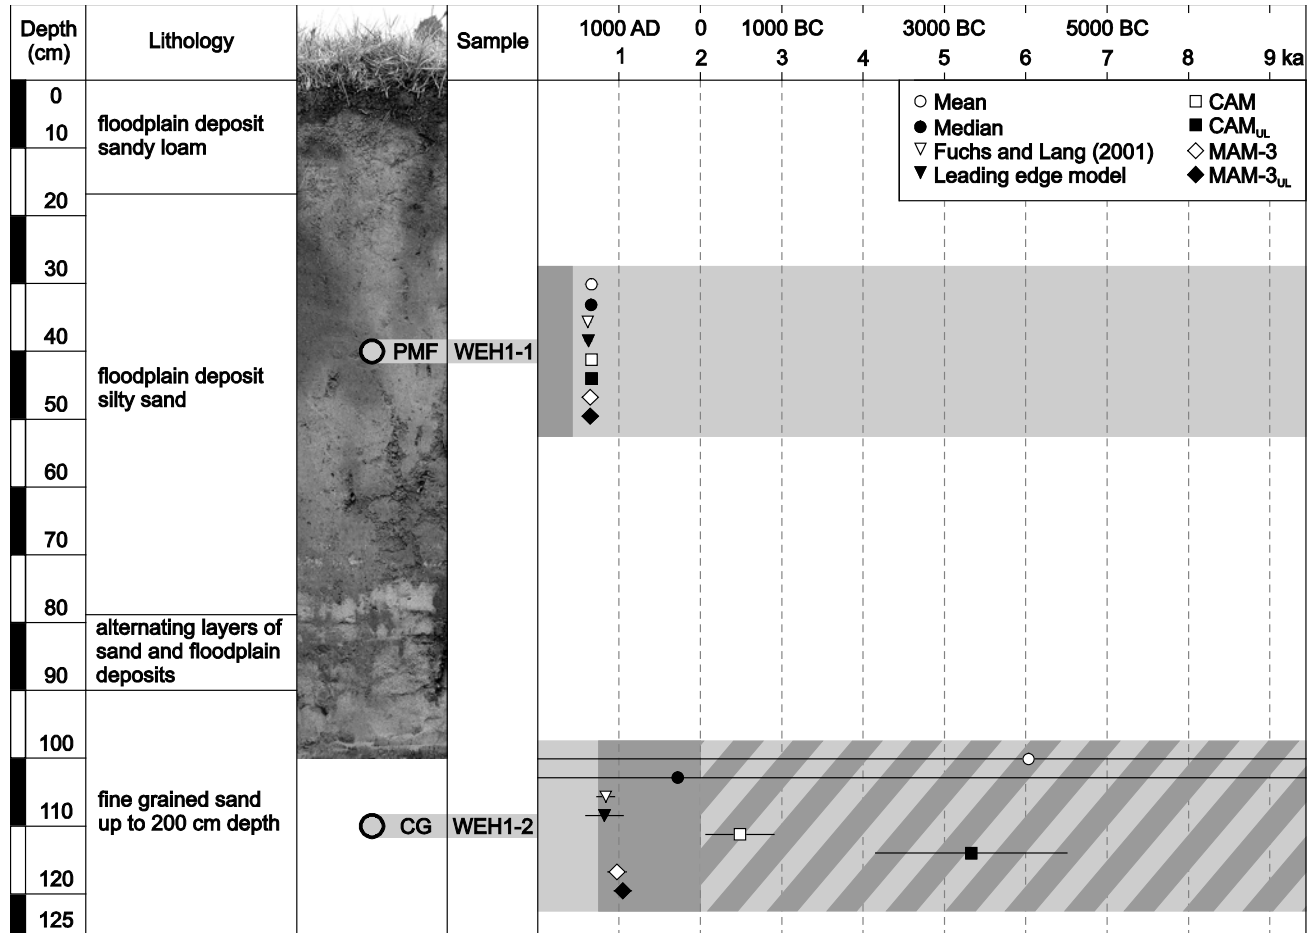 Depth
(cm)
Lithology
Sample
1000 AD 0 1000 BC 3000 BC 5000 BC
1 2 3 4 5 6 7 8 9 ka
Mean
Median
Fuchs and Lang (2001)
Leading edge model
CAM
CAMUL
MAM-3
MAM-3UL
0
10
20
30
40
50
60
70
80
90
100
110
120
125
floodplain deposit
sandy loam
floodplain deposit
silty sand
alternating layers of
sand and floodplain
deposits
fine grained sand
up to 200 cm depth
PMF WEH1-1
CG WEH1-2